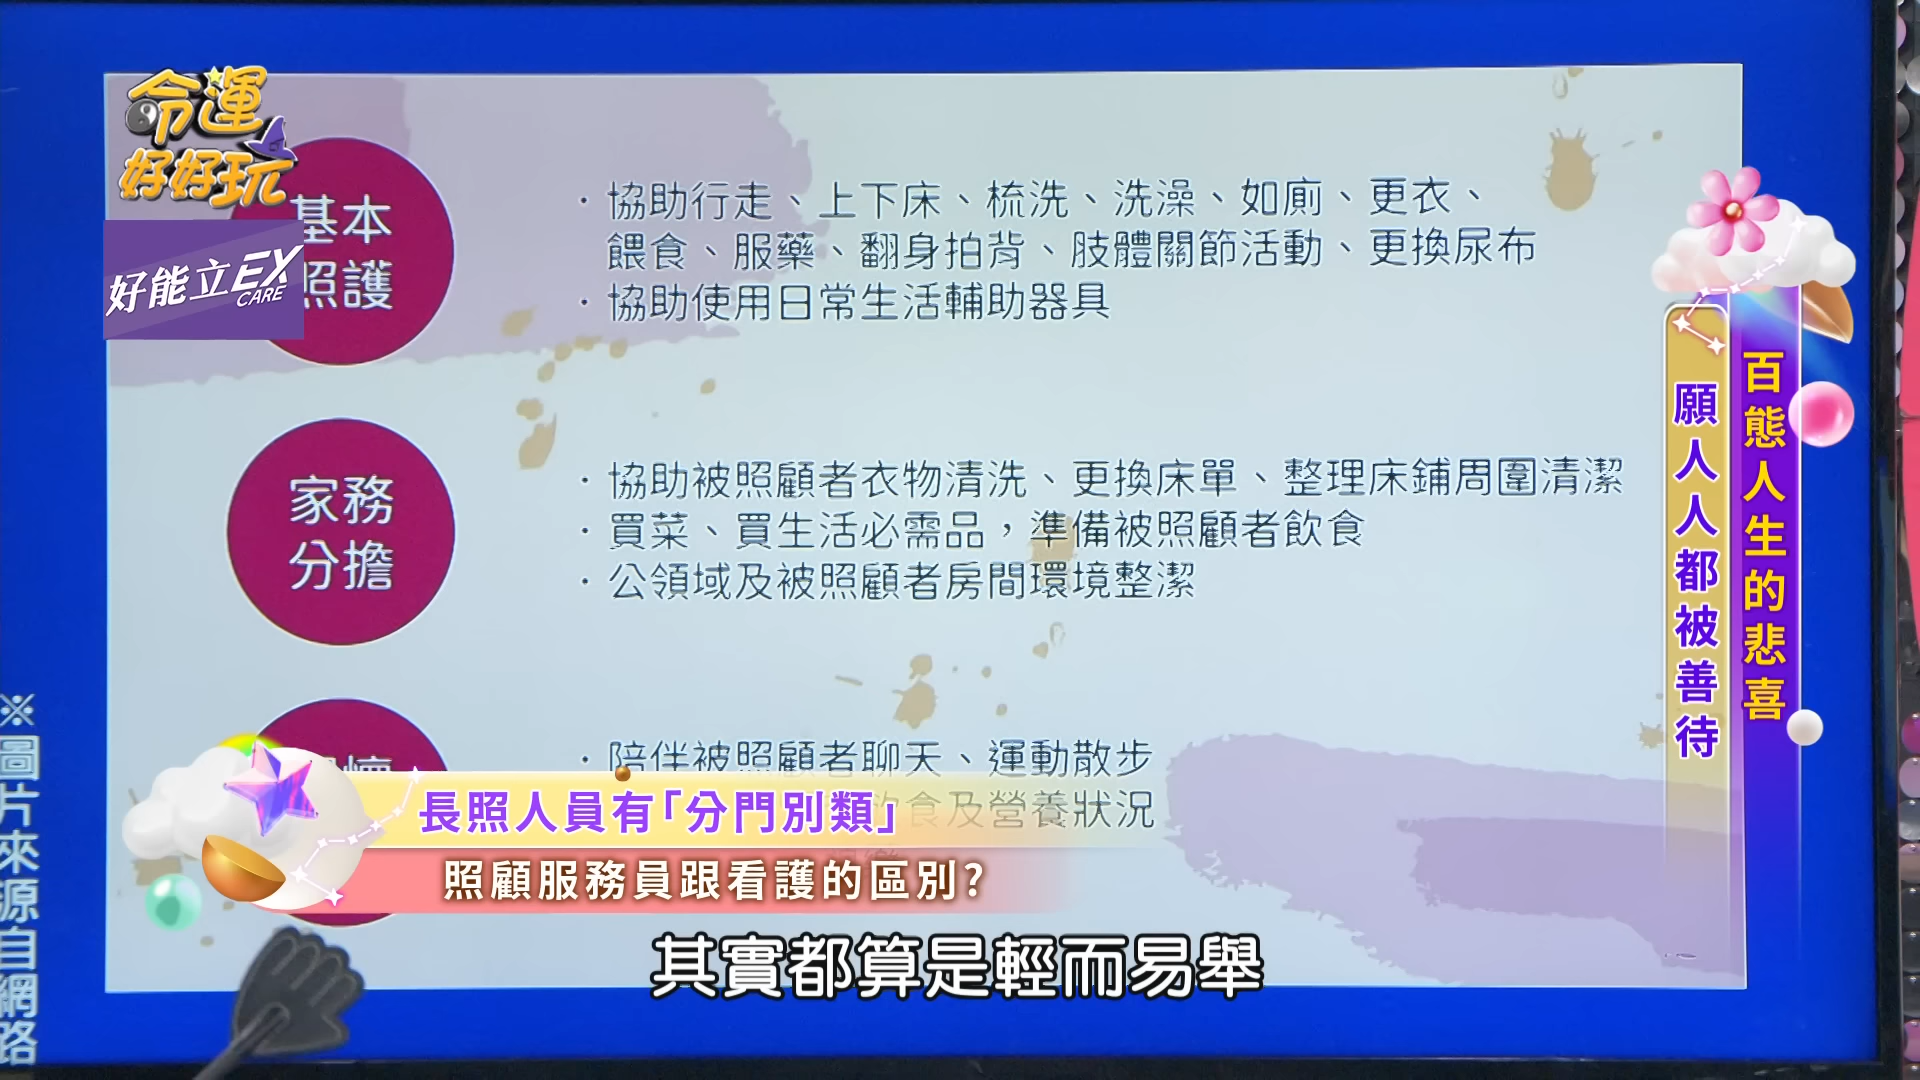 命運
好好玩
好能立EX
CARE
基本
照護
・協助行走、上下床、梳洗、洗澡、如廁、更衣、
餵食、服藥、翻身拍背、肢體關節活動、更換尿布
・協助使用日常生活輔助器具
家務
分擔
・協助被照顧者衣物清洗、更換床單、整理床鋪周圍清潔
・買菜、買生活必需品，準備被照顧者飲食
・公領域及被照顧者房間環境整潔
・陪伴被照顧者聊天、運動散步
飲食及營養狀況
百態人生的悲喜
願人人都被善待
※圖片來源自網路
長照人員有「分門別類」
照顧服務員跟看護的區別?
其實都算是輕而易舉